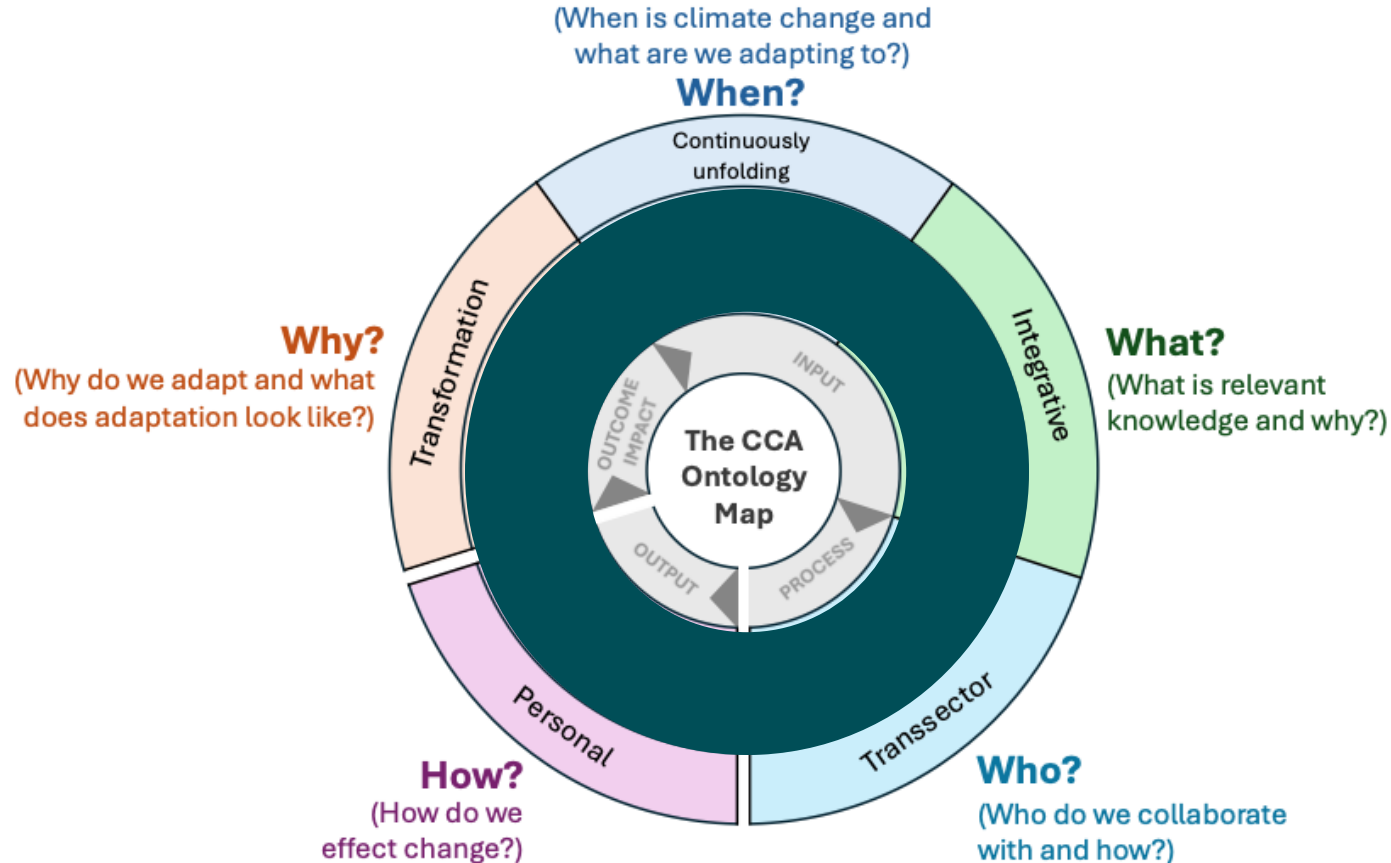 (When is climate change and
what are we adapting to?)
When?
Continuously
unfolding
Transformation
Integrative
Why?
(Why do we adapt and what
does adaptation look like?)
What?
(What is relevant
knowledge and why?)
INPUT
OUTCOME
IMPACT
The CCA
Ontology
Map
OUTPUT
PROCESS
Personal
Transsector
How?
(How do we
effect change?)
Who?
(Who do we collaborate
with and how?)